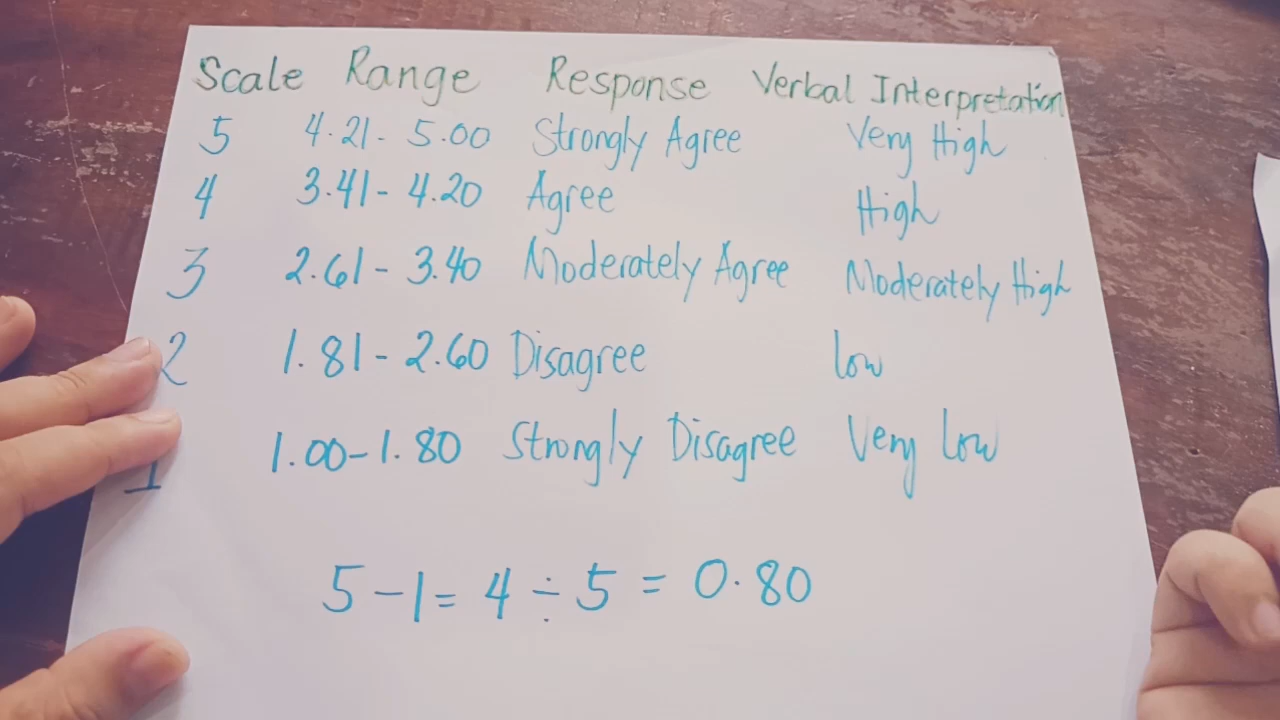 Scale Range Response Verbal Interpretation
5 4.21 - 5.00 Strongly Agree Very High
4 3.41 - 4.20 Agree High
3 2.61 - 3.40 Moderately Agree Moderately High
2 1.81 - 2.60 Disagree low
1 1.00 - 1.80 Strongly Disagree Very low
5 - 1 = 4 ÷ 5 = 0.80